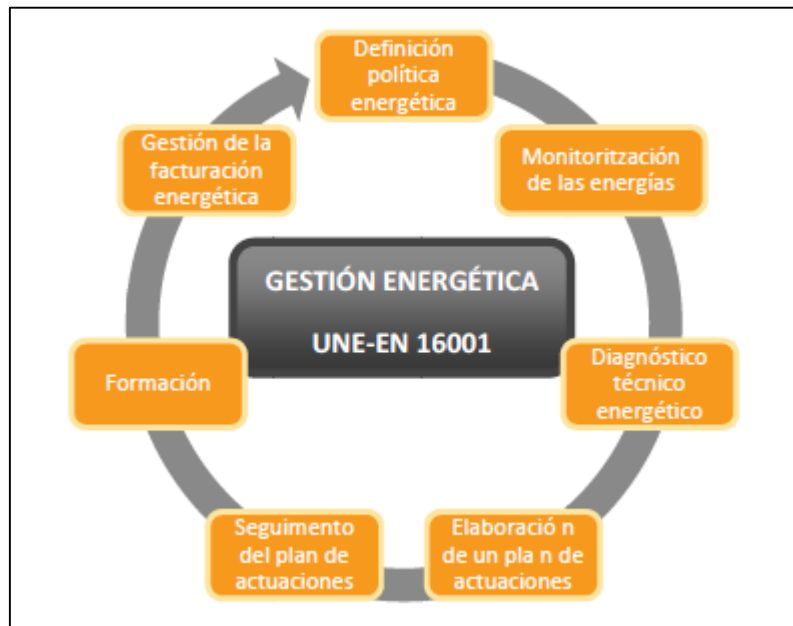 Definición
política
energética
Monitoritzación
de las energías
Diagnóstico
técnico
energético
Elaboració n
de un pla n de
actuaciones
Seguimento
del plan de
actuaciones
Formación
Gestión de la
facturación
energética
GESTIÓN ENERGÉTICA
UNE-EN 16001